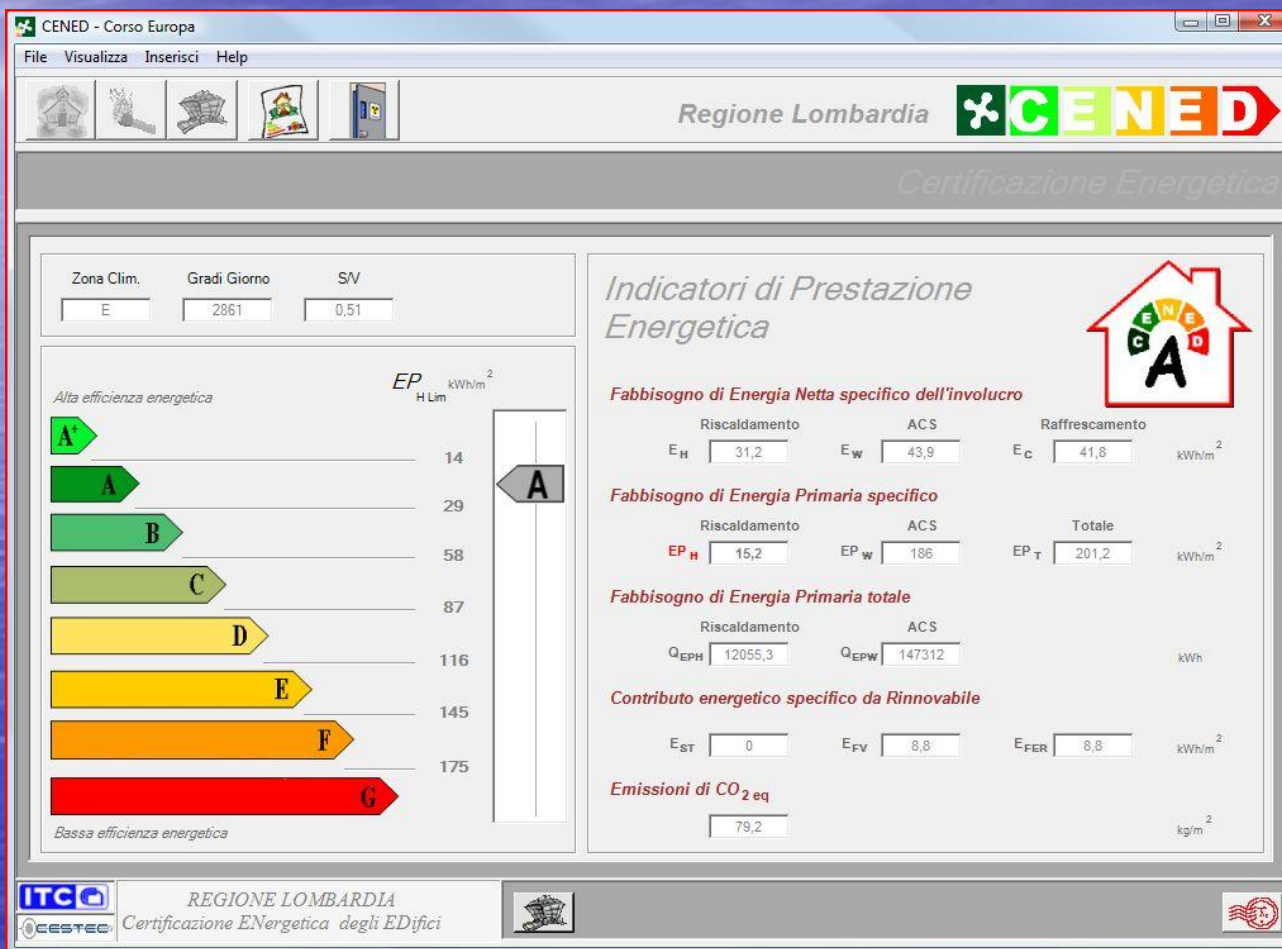 CENED - Corso Europa
File Visualizza Inserisci Help
Regione Lombardia CENED
Certificazione Energetica
Zona Clim. Gradi Giorno S/V
E 2861 0,51
EP H Lim kWh/m²
Alta efficienza energetica
A+
14
A
29
B
58
C
87
D
116
E
145
F
175
G
Bassa efficienza energetica
A
Indicatori di Prestazione
Energetica
CENED
A
Fabbisogno di Energia Netta specifico dell'involucro
Riscaldamento ACS Raffrescamento
E H 31,2 E W 43,9 E C 41,8 kWh/m²
Fabbisogno di Energia Primaria specifico
Riscaldamento ACS Totale
EP H 15,2 EP W 186 EP T 201,2 kWh/m²
Fabbisogno di Energia Primaria totale
Riscaldamento ACS
Q EPH 12055,3 Q EPW 147312 kWh
Contributo energetico specifico da Rinnovabile
E ST 0 E FV 8,8 E FER 8,8 kWh/m²
Emissioni di CO 2 eq
79,2 kg/m²
ITC
CESTEC
REGIONE LOMBARDIA
Certificazione ENergetica degli EDifici